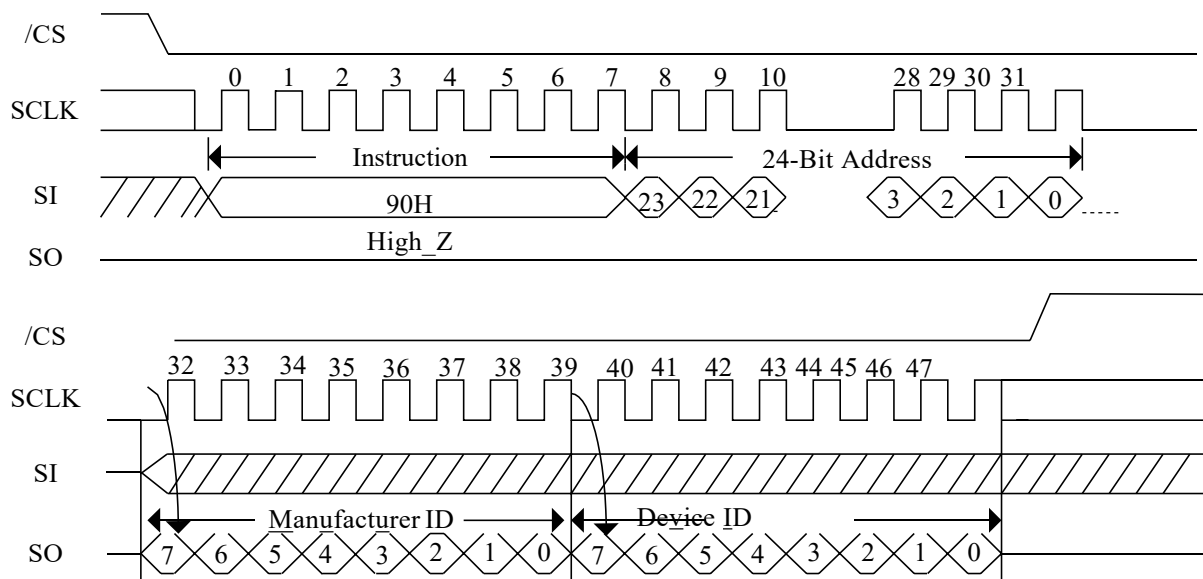 /CS
0 1 2 3 4 5 6 7 8 9 10 28 29 30 31
SCLK
Instruction 24-Bit Address
SI 90H 23 22 21 3 2 1 0
High_Z
SO
/CS
32 33 34 35 36 37 38 39 40 41 42 43 44 45 46 47
SCLK
SI
Manufacturer ID Device ID
SO 7 6 5 4 3 2 1 0 7 6 5 4 3 2 1 0